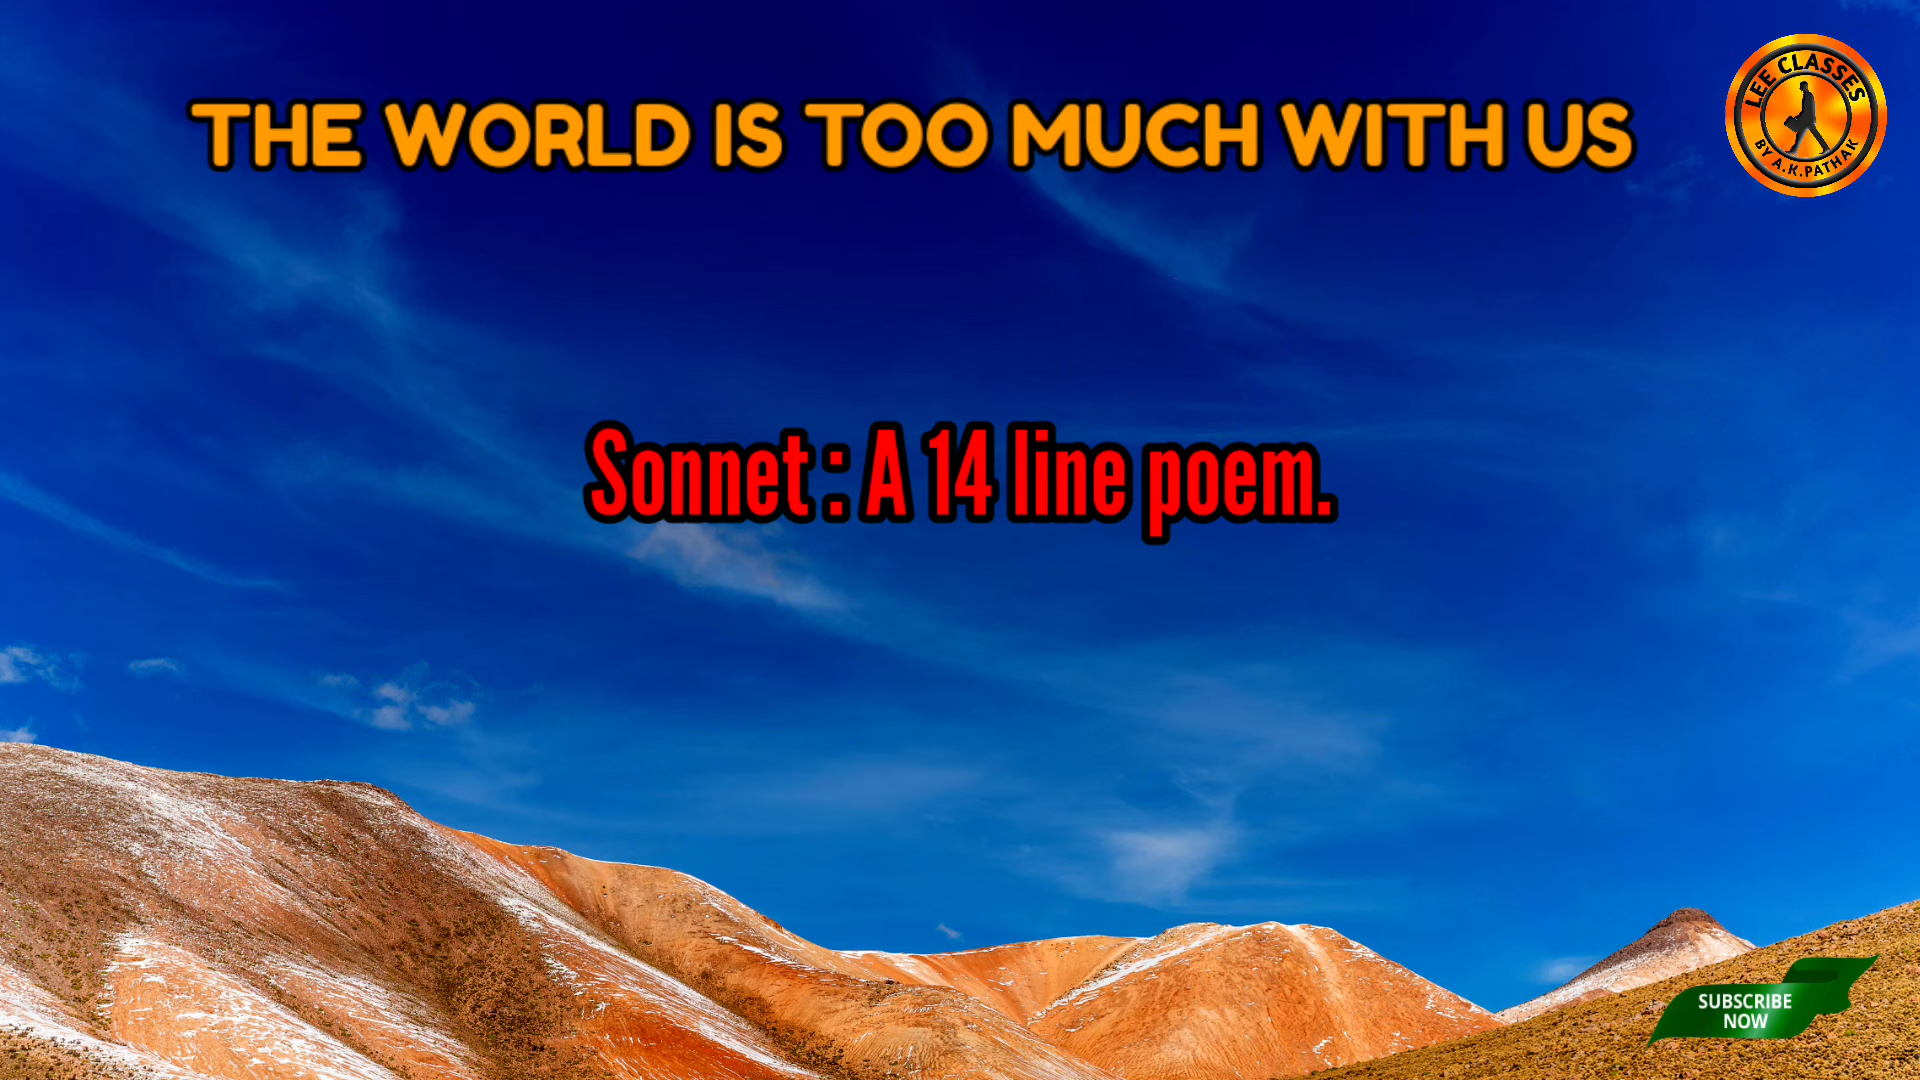 THE WORLD IS TOO MUCH WITH US
LEE CLASSES
BY A.K.PATHAK
Sonnet : A 14 line poem.
SUBSCRIBE
NOW